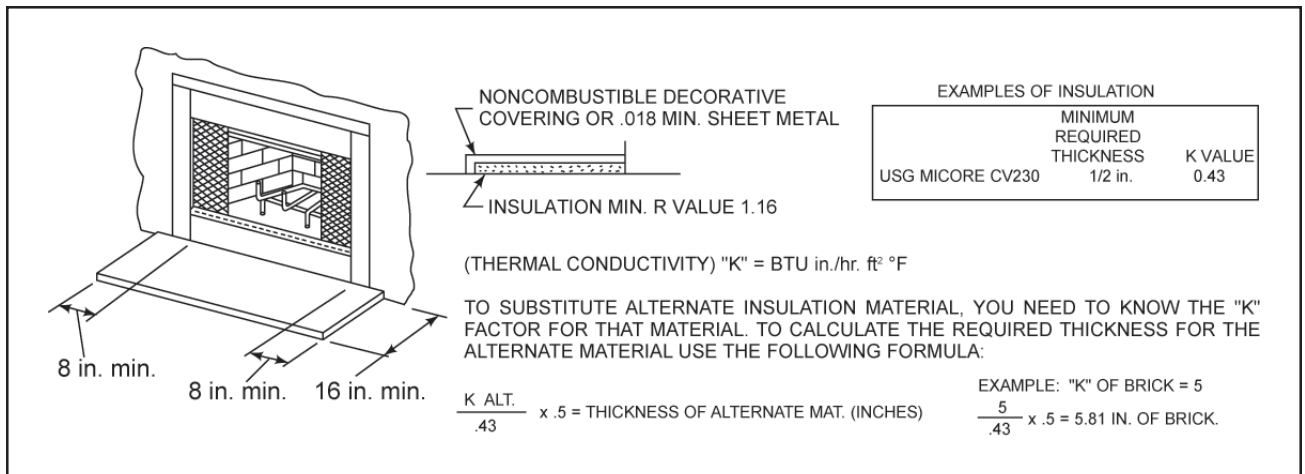 NONCOMBUSTIBLE DECORATIVE
COVERING OR .018 MIN. SHEET METAL
INSULATION MIN. R VALUE 1.16
EXAMPLES OF INSULATION
MINIMUM
REQUIRED
THICKNESS K VALUE
USG MICORE CV230 1/2 in. 0.43
(THERMAL CONDUCTIVITY) "K" = BTU in./hr. ft² °F
TO SUBSTITUTE ALTERNATE INSULATION MATERIAL, YOU NEED TO KNOW THE "K"
FACTOR FOR THAT MATERIAL. TO CALCULATE THE REQUIRED THICKNESS FOR THE
ALTERNATE MATERIAL USE THE FOLLOWING FORMULA:
8 in. min.
8 in. min.
16 in. min.
K ALT.
.43
x .5 = THICKNESS OF ALTERNATE MAT. (INCHES)
EXAMPLE: "K" OF BRICK = 5
5
.43
x .5 = 5.81 IN. OF BRICK.